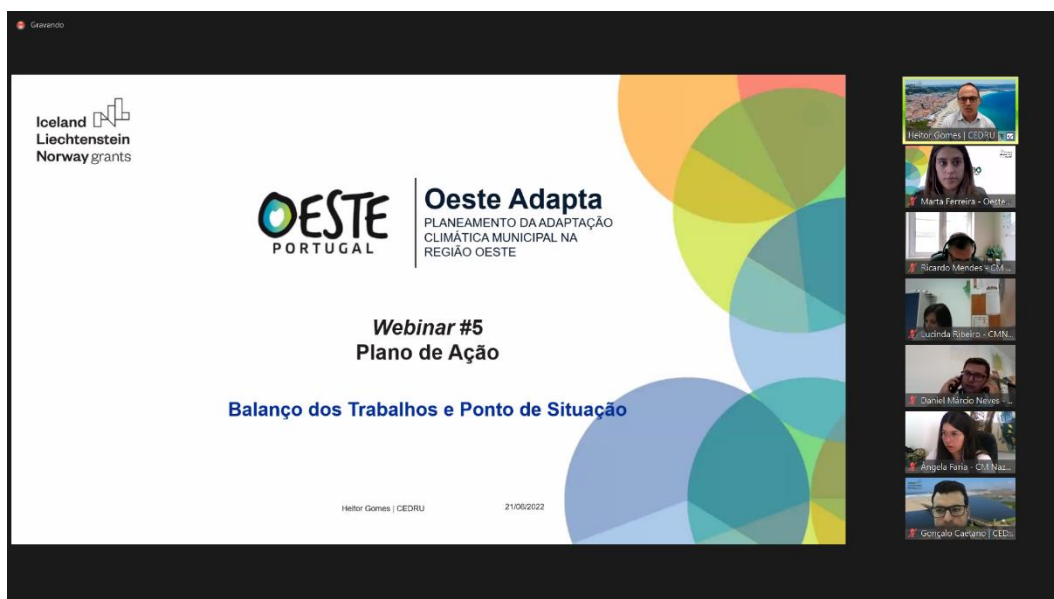 Gravando
Iceland
Liechtenstein
Norway grants
OESTE
PORTUGAL
Oeste Adapta
PLANEAMENTO DA ADAPTAÇÃO
CLIMÁTICA MUNICIPAL NA
REGIÃO OESTE
Webinar #5
Plano de Ação
Balanço dos Trabalhos e Ponto de Situação
Heitor Gomes | CEDRU
21/06/2022
Heitor Gomes | CEDRU
Marta Ferreira - Oeste...
Ricardo Mendes - CM...
Lucinda Ribeiro - CMN...
Daniel Márcio Neves - ...
Ângela Faria - CM Naz...
Gonçalo Caetano | CED...